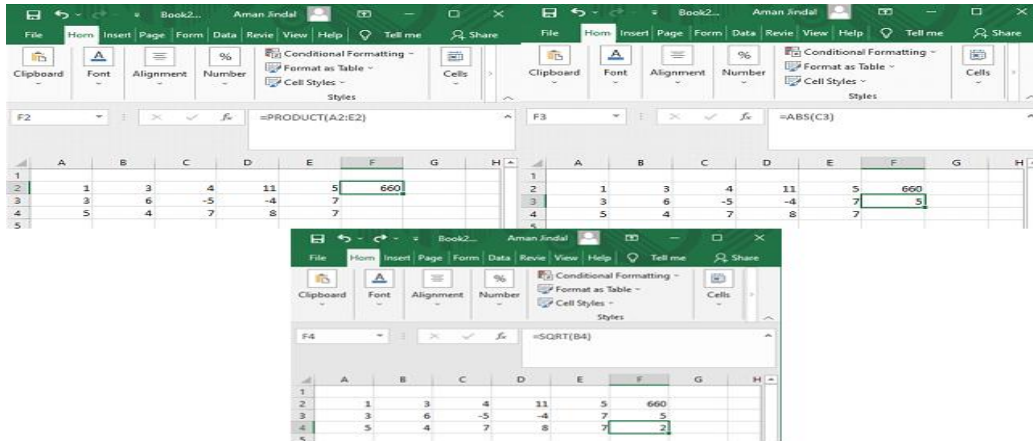 Book2... Aman Jindal
File Hom Insert Page Form Data Revie View Help Tell me Share
Clipboard Font Alignment Number Conditional Formatting Format as Table Cell Styles Styles Cells
F2 fx =PRODUCT(A2:E2)
A B C D E F G H
1
2 1 3 4 11 5 660
3 3 6 -5 -4 7
4 5 4 7 8 7
5
Book2... Aman Jindal
File Hom Insert Page Form Data Revie View Help Tell me Share
Clipboard Font Alignment Number Conditional Formatting Format as Table Cell Styles Styles Cells
F3 fx =ABS(C3)
A B C D E F G H
1
2 1 3 4 11 5 660
3 3 6 -5 -4 7 5
4 5 4 7 8 7
5
Book2... Aman Jindal
File Hom Insert Page Form Data Revie View Help Tell me Share
Clipboard Font Alignment Number Conditional Formatting Format as Table Cell Styles Styles Cells
F4 fx =SQRT(B4)
A B C D E F G H
1
2 1 3 4 11 5 660
3 3 6 -5 -4 7 5
4 5 4 7 8 7 2
5